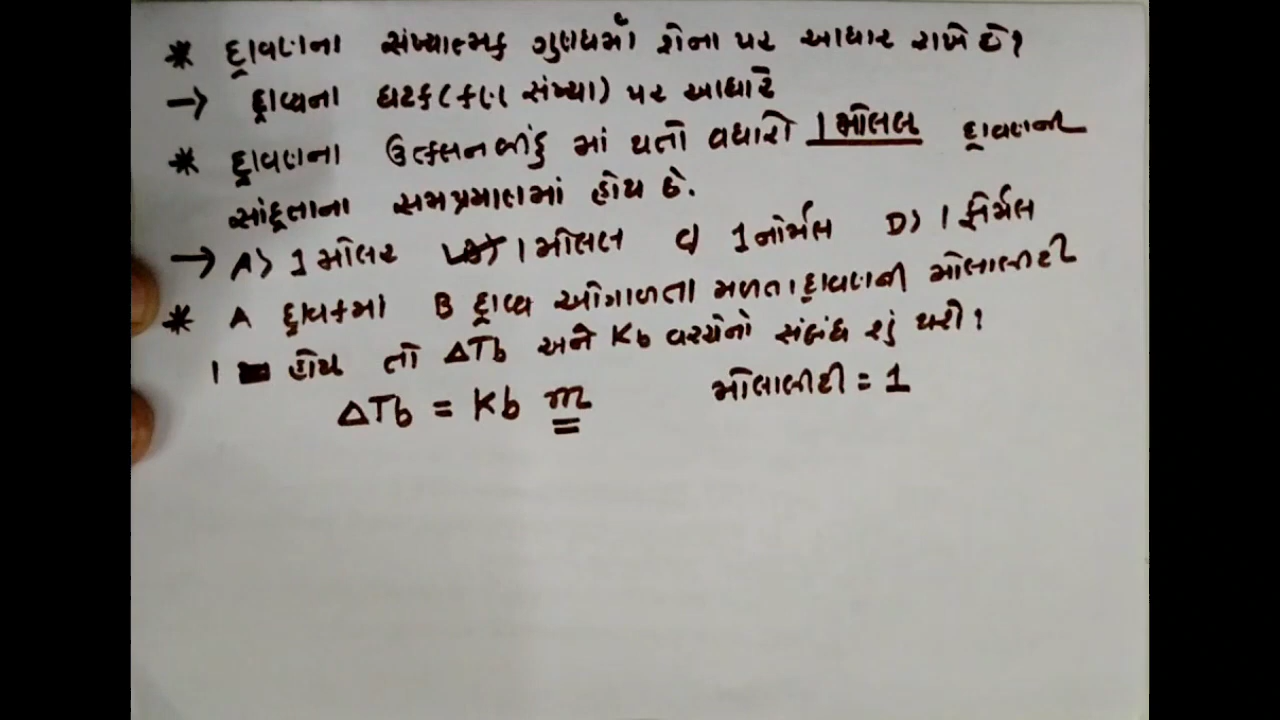 * દ્રાવણના સંખ્યાત્મક ગુણધર્મો શેના પર આધાર રાખે છે?
→ દ્રાવ્યના ઘટક (કણ સંખ્યા) પર આધારે
* દ્રાવણના ઉત્કલનબીંદુ માં થતો વધારો 1 મોલલ દ્રાવણની
સાંદ્રતાના સમપ્રમાણમાં હોય છે.
→ A) 1 મોલર B) 1 મોલલ C) 1 નોર્મલ D) 1 ફોર્મલ
* A દ્રાવકમાં B દ્રાવ્ય ઓગાળતા મળતા દ્રાવણની મોલાલીટી
1 હોય તો ΔTb અને Kb વચ્ચેનો સંબંધ શું થશે?
ΔTb = Kb m મોલાલીટી = 1